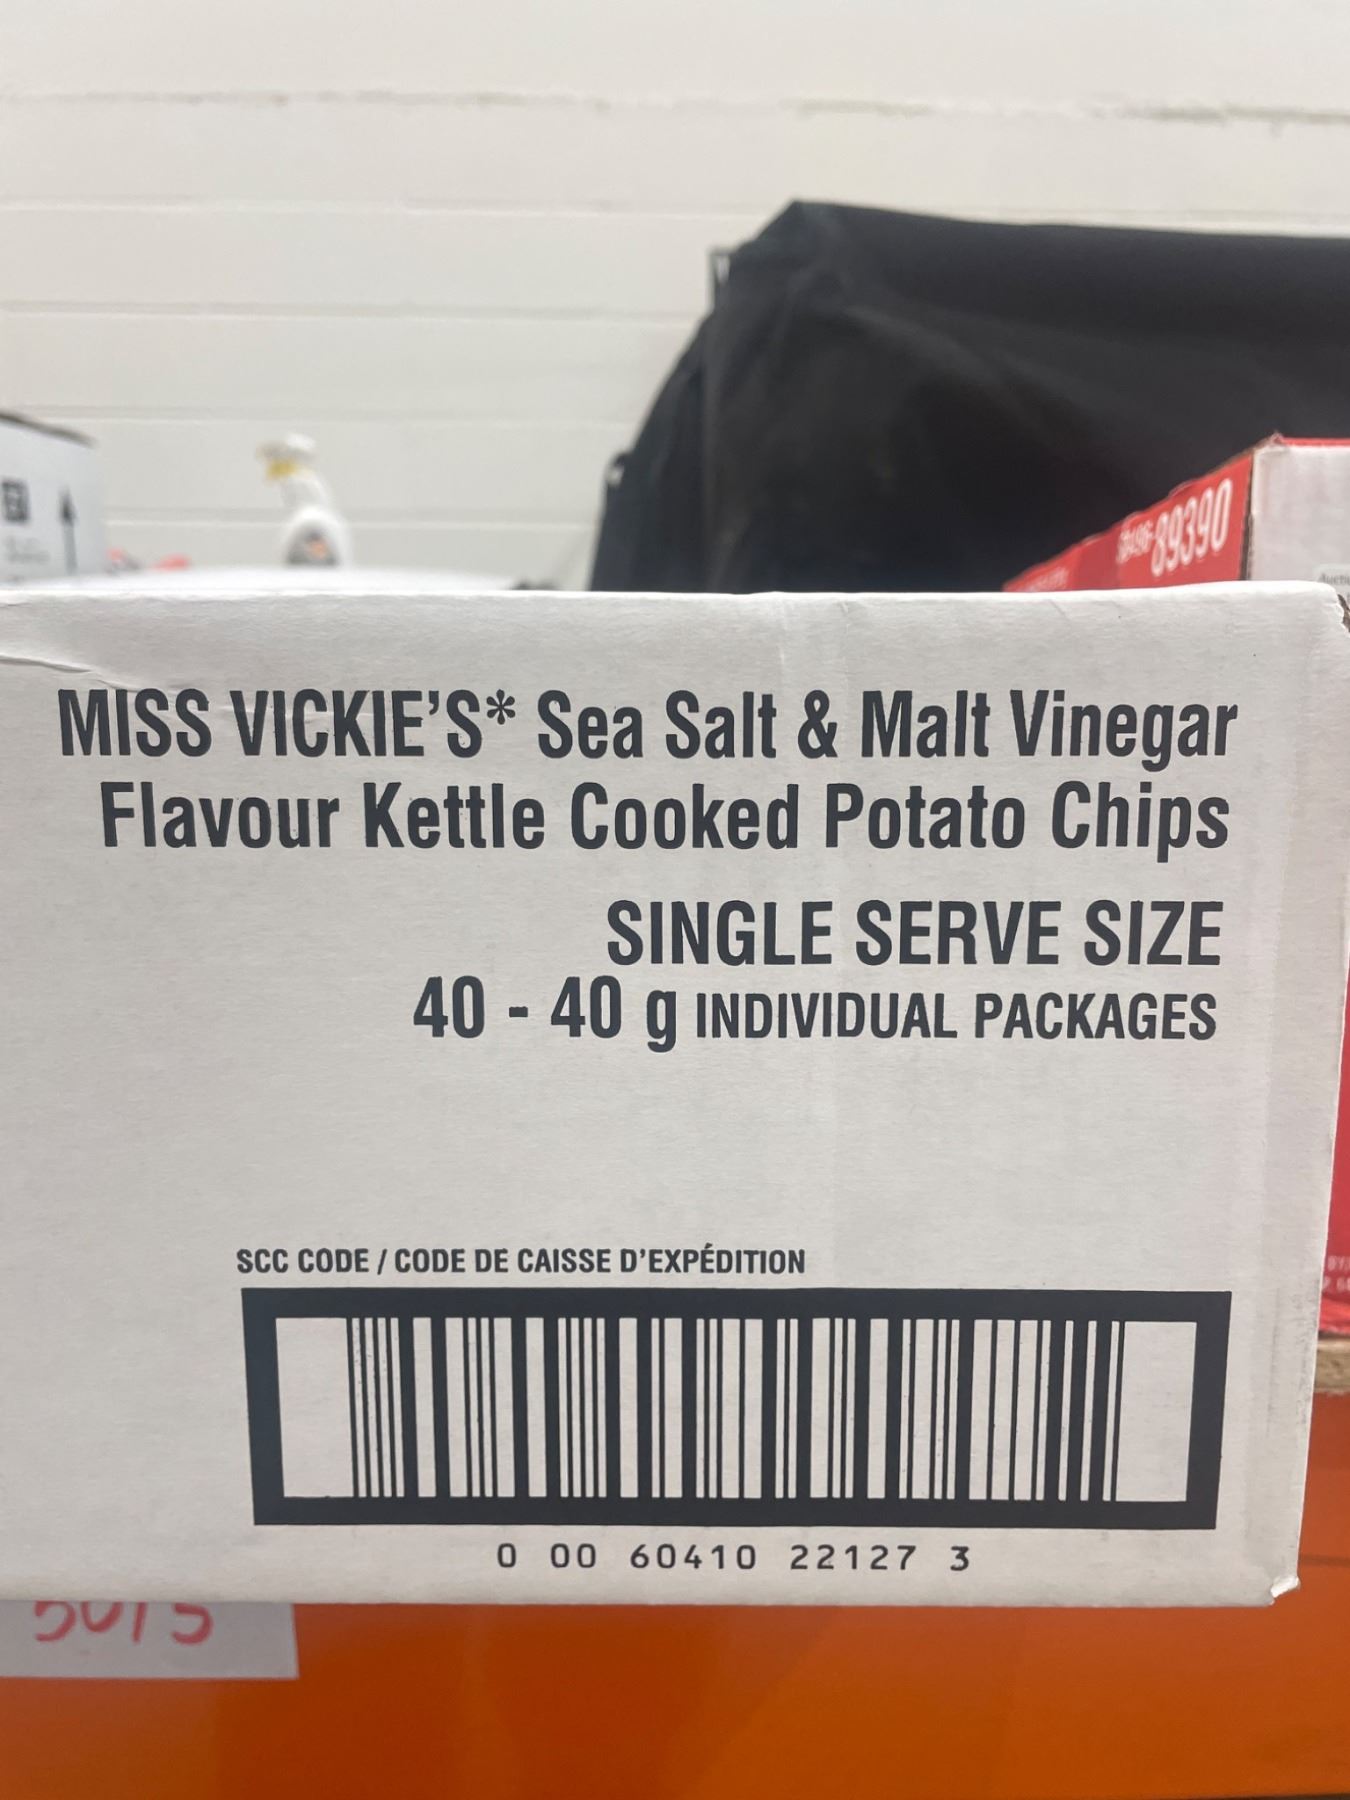 89390
MISS VICKIE'S* Sea Salt & Malt Vinegar
Flavour Kettle Cooked Potato Chips
SINGLE SERVE SIZE
40 - 40 g INDIVIDUAL PACKAGES
SCC CODE / CODE DE CAISSE D'EXPÉDITION
0 00 60410 22127 3